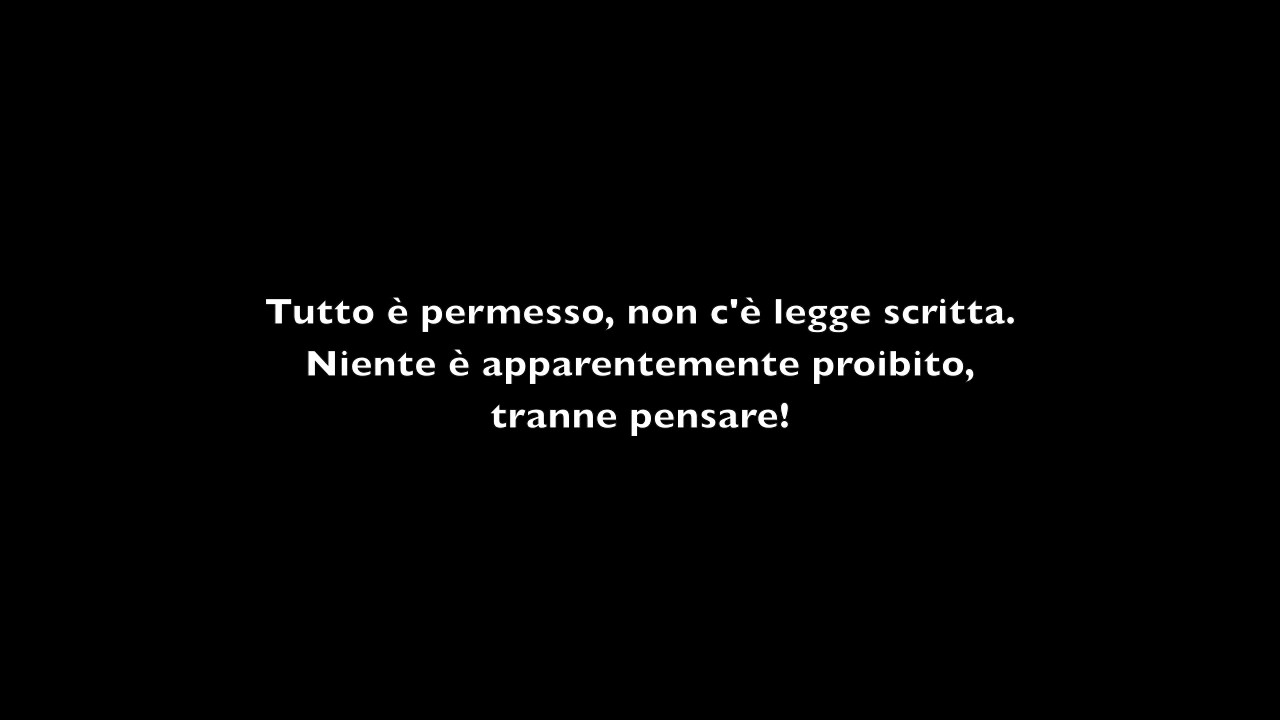 Tutto è permesso, non c'è legge scritta.
Niente è apparentemente proibito,
tranne pensare!